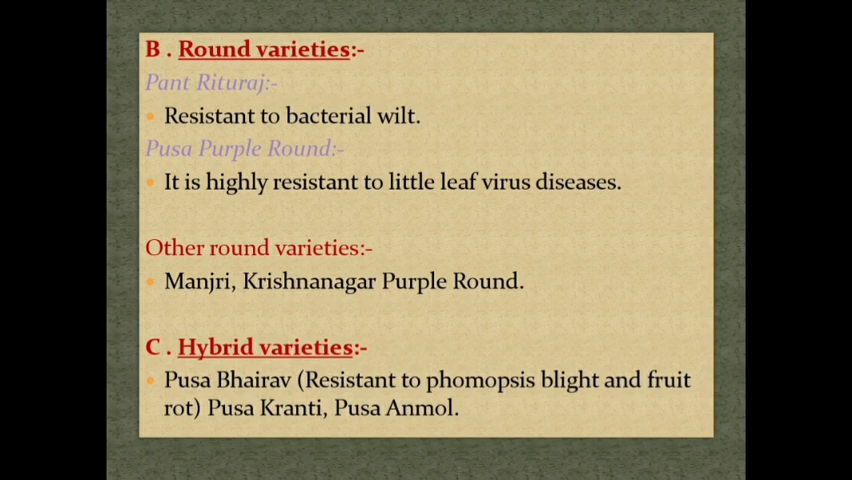 B . Round varieties:-
Pant Rituraj:-
Resistant to bacterial wilt.
Pusa Purple Round:-
It is highly resistant to little leaf virus diseases.
Other round varieties:-
Manjri, Krishnanagar Purple Round.
C . Hybrid varieties:-
Pusa Bhairav (Resistant to phomopsis blight and fruit
rot) Pusa Kranti, Pusa Anmol.